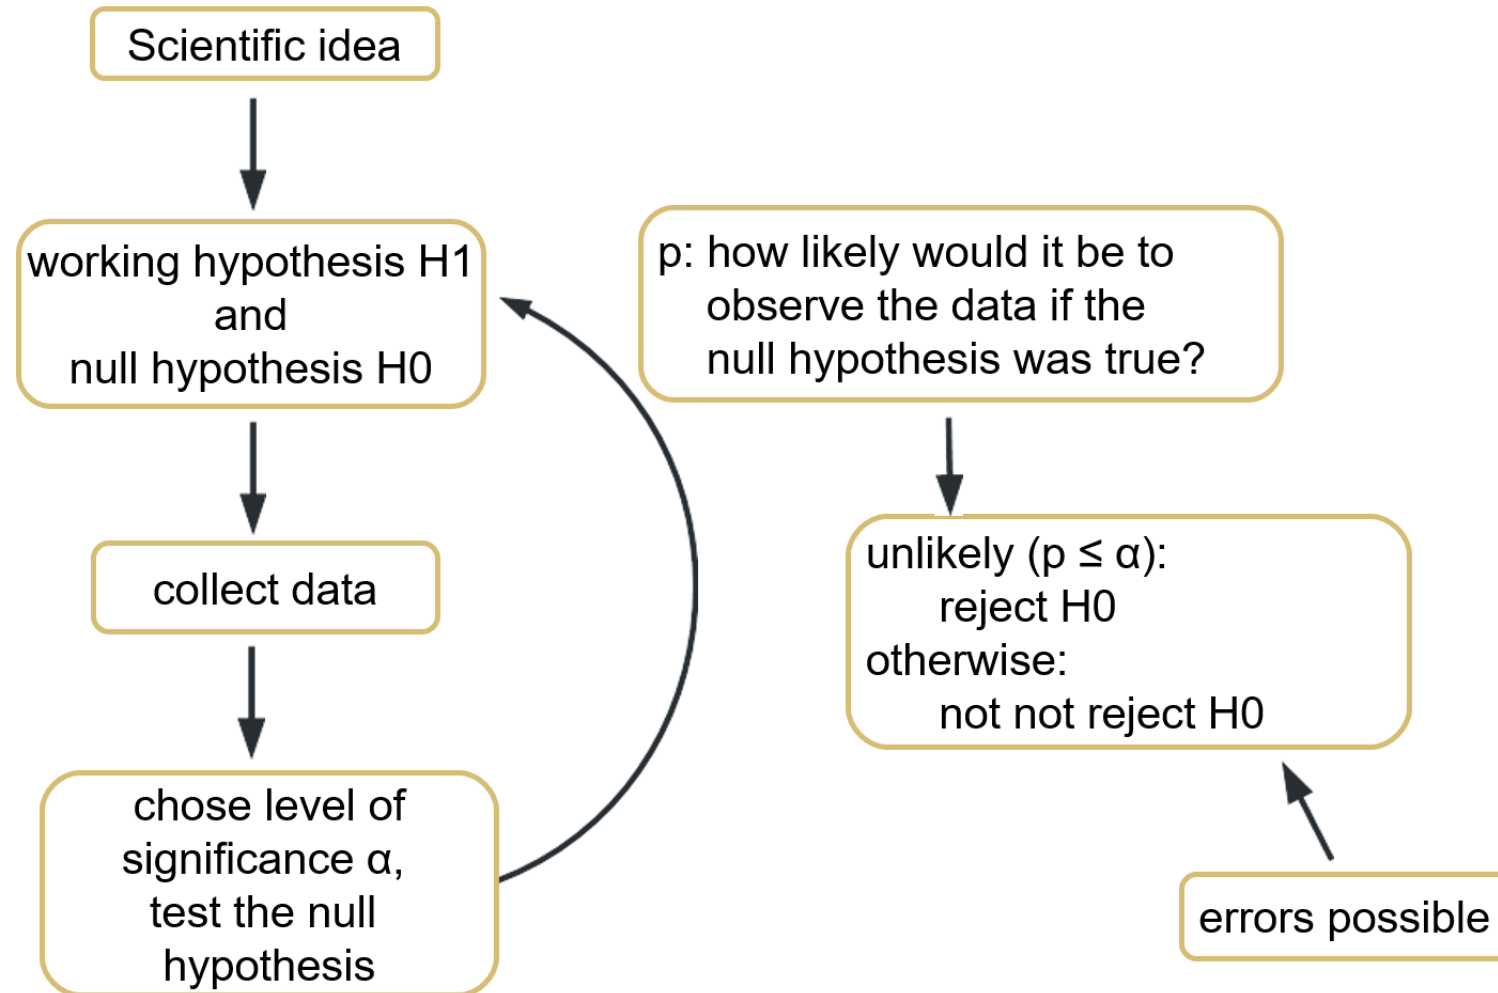 Scientific idea
working hypothesis H1
and
null hypothesis H0
collect data
chose level of
significance α,
test the null
hypothesis
p: how likely would it be to
observe the data if the
null hypothesis was true?
unlikely (p ≤ α):
reject H0
otherwise:
not not reject H0
errors possible